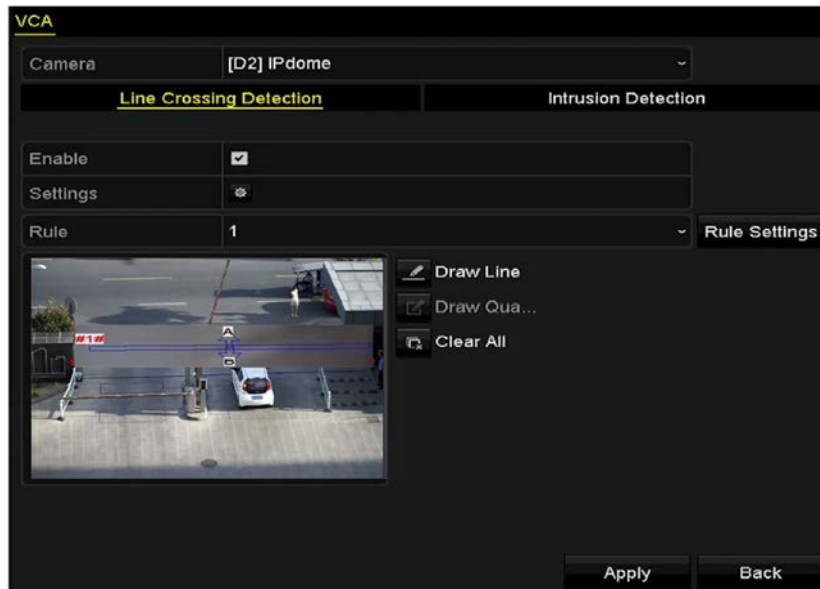 VCA
Camera [D2] IPdome
Line Crossing Detection Intrusion Detection
Enable
Settings
Rule 1 Rule Settings
Draw Line
#1# A
Draw Qua...
Clear All
Apply Back